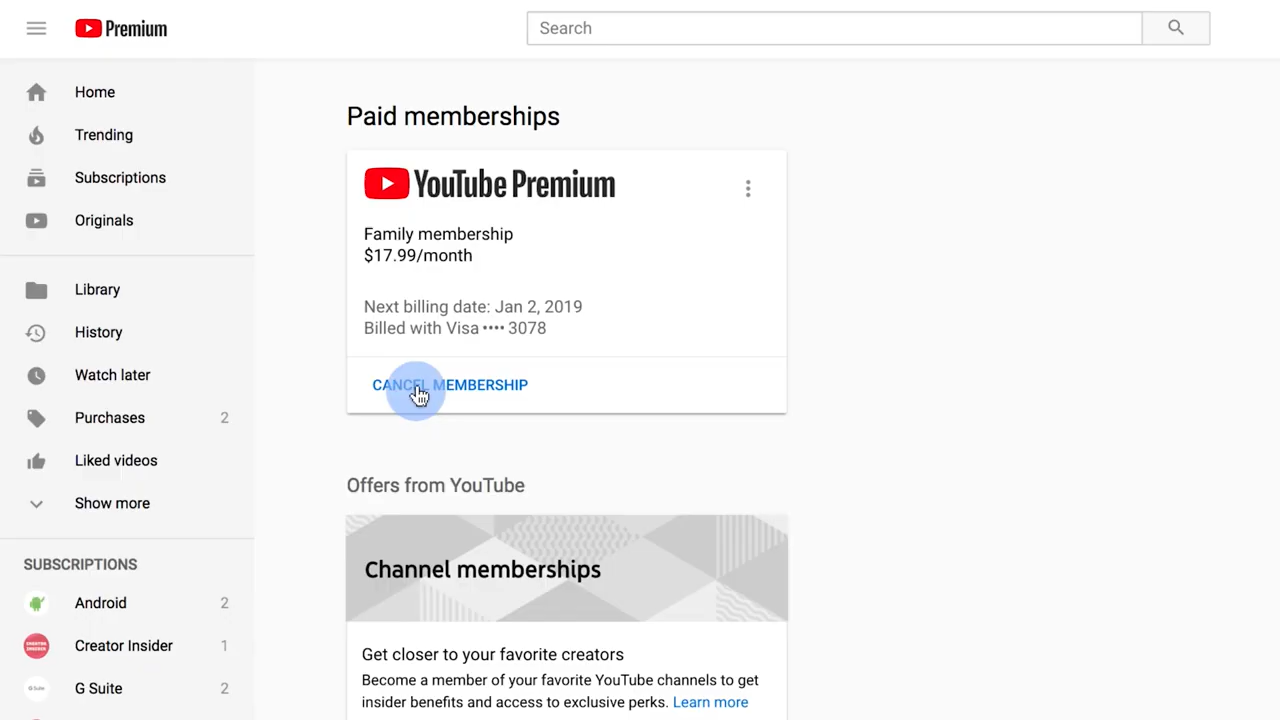 Premium
Search
Home
Trending
Subscriptions
Originals
Library
History
Watch later
Purchases 2
Liked videos
Show more
SUBSCRIPTIONS
Android 2
Creator Insider 1
G Suite 2
Paid memberships
YouTube Premium
Family membership
$17.99/month
Next billing date: Jan 2, 2019
Billed with Visa •••• 3078
CANCEL MEMBERSHIP
Offers from YouTube
Channel memberships
Get closer to your favorite creators
Become a member of your favorite YouTube channels to get
insider benefits and access to exclusive perks. Learn more